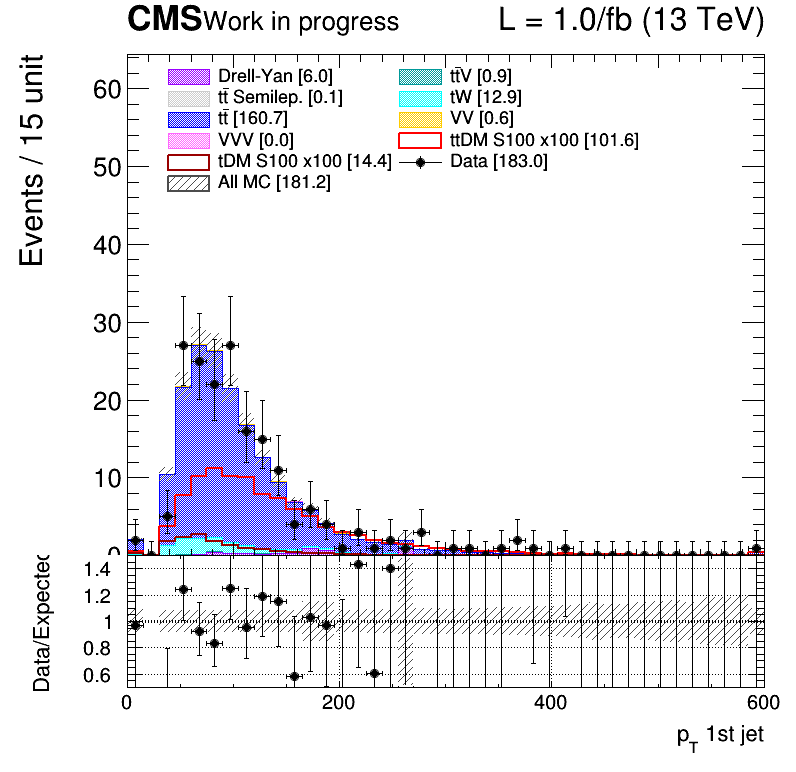 CMS Work in progress L = 1.0/fb (13 TeV)
Drell-Yan [6.0] tt̄V [0.9]
tt̄ Semilep. [0.1] tW [12.9]
tt̄ [160.7] VV [0.6]
VVV [0.0] ttDM S100 x100 [101.6]
tDM S100 x100 [14.4] Data [183.0]
All MC [181.2]
Events / 15 unit
60
50
40
30
20
10
0
Data/Expected
1.4
1.2
1
0.8
0.6
0 200 400 600
p_T 1st jet